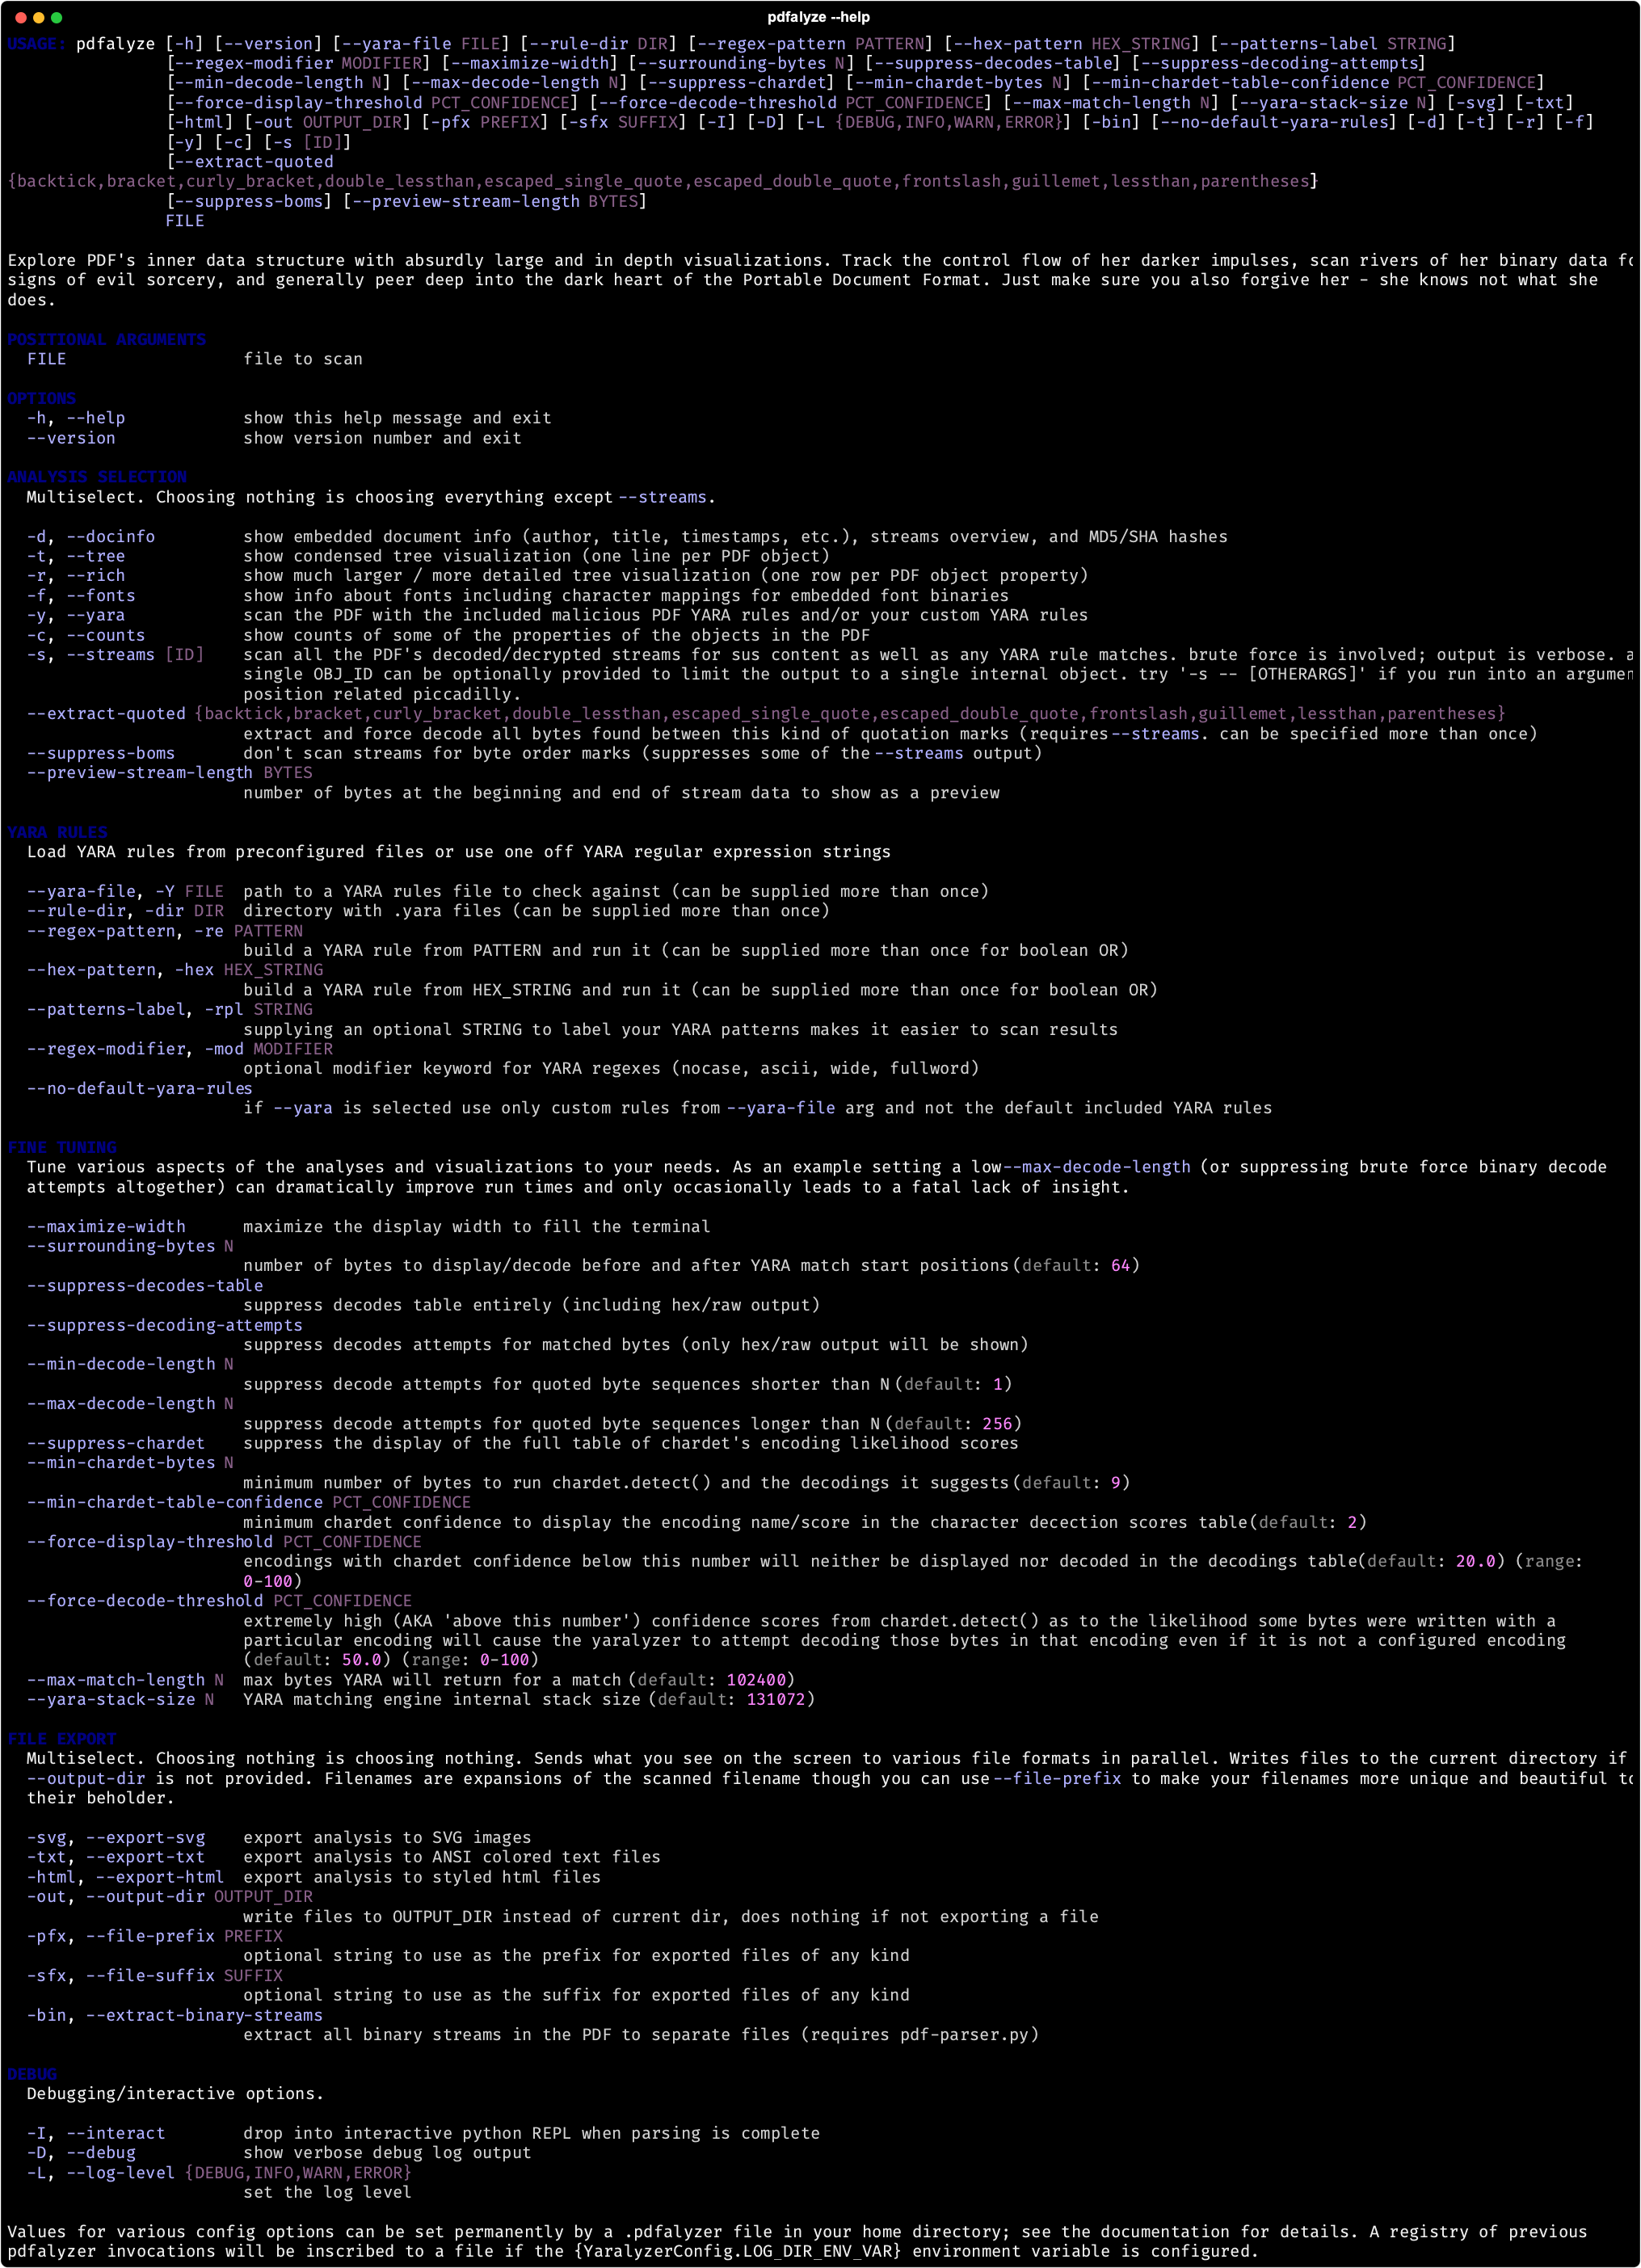 pdfalyze --help
USAGE: pdfalyze [-h] [--version] [--yara-file FILE] [--rule-dir DIR] [--regex-pattern PATTERN] [--hex-pattern HEX_STRING] [--patterns-label STRING]
[--regex-modifier MODIFIER] [--maximize-width] [--surrounding-bytes N] [--suppress-decodes-table] [--suppress-decoding-attempts]
[--min-decode-length N] [--max-decode-length N] [--suppress-chardet] [--min-chardet-bytes N] [--min-chardet-table-confidence PCT_CONFIDENCE]
[--force-display-threshold PCT_CONFIDENCE] [--force-decode-threshold PCT_CONFIDENCE] [--max-match-length N] [--yara-stack-size N] [-svg] [-txt]
[-html] [-out OUTPUT_DIR] [-pfx PREFIX] [-sfx SUFFIX] [-I] [-D] [-L {DEBUG,INFO,WARN,ERROR}] [-bin] [--no-default-yara-rules] [-d] [-t] [-r] [-f]
[-y] [-c] [-s [ID]]
[--extract-quoted
{backtick,bracket,curly_bracket,double_lessthan,escaped_single_quote,escaped_double_quote,frontslash,guillemet,lessthan,parentheses}]
[--suppress-boms] [--preview-stream-length BYTES]
FILE
Explore PDF's inner data structure with absurdly large and in depth visualizations. Track the control flow of her darker impulses, scan rivers of her binary data fo
signs of evil sorcery, and generally peer deep into the dark heart of the Portable Document Format. Just make sure you also forgive her - she knows not what she
does.
POSITIONAL ARGUMENTS
FILE file to scan
OPTIONS
-h, --help show this help message and exit
--version show version number and exit
ANALYSIS SELECTION
Multiselect. Choosing nothing is choosing everything except --streams.
-d, --docinfo show embedded document info (author, title, timestamps, etc.), streams overview, and MD5/SHA hashes
-t, --tree show condensed tree visualization (one line per PDF object)
-r, --rich show much larger / more detailed tree visualization (one row per PDF object property)
-f, --fonts show info about fonts including character mappings for embedded font binaries
-y, --yara scan the PDF with the included malicious PDF YARA rules and/or your custom YARA rules
-c, --counts show counts of some of the properties of the objects in the PDF
-s, --streams [ID] scan all the PDF's decoded/decrypted streams for sus content as well as any YARA rule matches. brute force is involved; output is verbose. a
single OBJ_ID can be optionally provided to limit the output to a single internal object. try '-s -- [OTHERARGS]' if you run into an argumen
position related piccadilly.
--extract-quoted {backtick,bracket,curly_bracket,double_lessthan,escaped_single_quote,escaped_double_quote,frontslash,guillemet,lessthan,parentheses}
extract and force decode all bytes found between this kind of quotation marks (requires --streams. can be specified more than once)
--suppress-boms don't scan streams for byte order marks (suppresses some of the --streams output)
--preview-stream-length BYTES
number of bytes at the beginning and end of stream data to show as a preview
YARA RULES
Load YARA rules from preconfigured files or use one off YARA regular expression strings
--yara-file, -Y FILE path to a YARA rules file to check against (can be supplied more than once)
--rule-dir, -dir DIR directory with .yara files (can be supplied more than once)
--regex-pattern, -re PATTERN
build a YARA rule from PATTERN and run it (can be supplied more than once for boolean OR)
--hex-pattern, -hex HEX_STRING
build a YARA rule from HEX_STRING and run it (can be supplied more than once for boolean OR)
--patterns-label, -rpl STRING
supplying an optional STRING to label your YARA patterns makes it easier to scan results
--regex-modifier, -mod MODIFIER
optional modifier keyword for YARA regexes (nocase, ascii, wide, fullword)
--no-default-yara-rules
if --yara is selected use only custom rules from --yara-file arg and not the default included YARA rules
FINE TUNING
Tune various aspects of the analyses and visualizations to your needs. As an example setting a low --max-decode-length (or suppressing brute force binary decode
attempts altogether) can dramatically improve run times and only occasionally leads to a fatal lack of insight.
--maximize-width maximize the display width to fill the terminal
--surrounding-bytes N
number of bytes to display/decode before and after YARA match start positions (default: 64)
--suppress-decodes-table
suppress decodes table entirely (including hex/raw output)
--suppress-decoding-attempts
suppress decodes attempts for matched bytes (only hex/raw output will be shown)
--min-decode-length N
suppress decode attempts for quoted byte sequences shorter than N (default: 1)
--max-decode-length N
suppress decode attempts for quoted byte sequences longer than N (default: 256)
--suppress-chardet suppress the display of the full table of chardet's encoding likelihood scores
--min-chardet-bytes N
minimum number of bytes to run chardet.detect() and the decodings it suggests (default: 9)
--min-chardet-table-confidence PCT_CONFIDENCE
minimum chardet confidence to display the encoding name/score in the character decection scores table (default: 2)
--force-display-threshold PCT_CONFIDENCE
encodings with chardet confidence below this number will neither be displayed nor decoded in the decodings table (default: 20.0) (range:
0-100)
--force-decode-threshold PCT_CONFIDENCE
extremely high (AKA 'above this number') confidence scores from chardet.detect() as to the likelihood some bytes were written with a
particular encoding will cause the yaralyzer to attempt decoding those bytes in that encoding even if it is not a configured encoding
(default: 50.0) (range: 0-100)
--max-match-length N max bytes YARA will return for a match (default: 102400)
--yara-stack-size N YARA matching engine internal stack size (default: 131072)
FILE EXPORT
Multiselect. Choosing nothing is choosing nothing. Sends what you see on the screen to various file formats in parallel. Writes files to the current directory if
--output-dir is not provided. Filenames are expansions of the scanned filename though you can use --file-prefix to make your filenames more unique and beautiful to
their beholder.
-svg, --export-svg export analysis to SVG images
-txt, --export-txt export analysis to ANSI colored text files
-html, --export-html export analysis to styled html files
-out, --output-dir OUTPUT_DIR
write files to OUTPUT_DIR instead of current dir, does nothing if not exporting a file
-pfx, --file-prefix PREFIX
optional string to use as the prefix for exported files of any kind
-sfx, --file-suffix SUFFIX
optional string to use as the suffix for exported files of any kind
-bin, --extract-binary-streams
extract all binary streams in the PDF to separate files (requires pdf-parser.py)
DEBUG
Debugging/interactive options.
-I, --interact drop into interactive python REPL when parsing is complete
-D, --debug show verbose debug log output
-L, --log-level {DEBUG,INFO,WARN,ERROR}
set the log level
Values for various config options can be set permanently by a .pdfalyzer file in your home directory; see the documentation for details. A registry of previous
pdfalyzer invocations will be inscribed to a file if the {YaralyzerConfig.LOG_DIR_ENV_VAR} environment variable is configured.